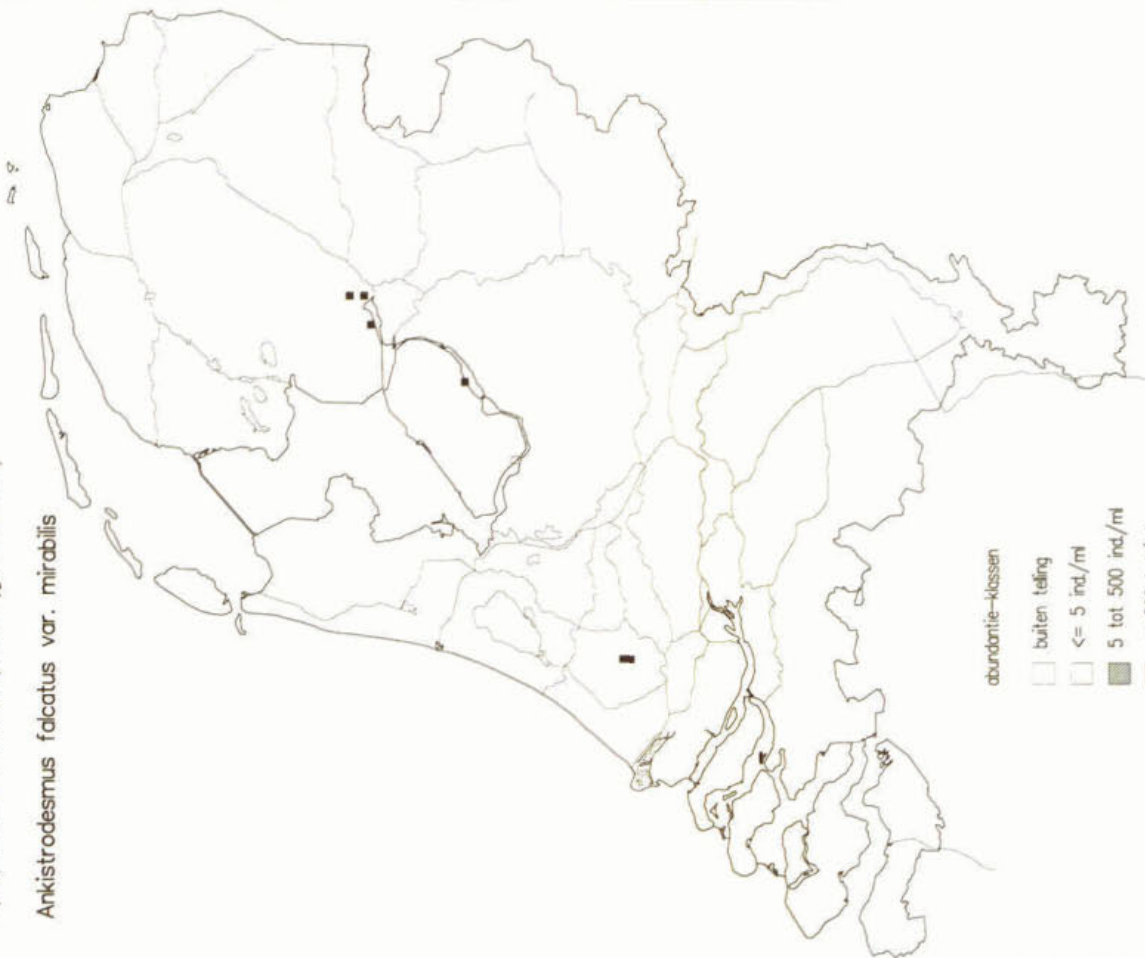 Ankistrodesmus falcatus var. mirabilis
abundantie-klassen
buiten telling
<= 5 ind./ml
5 tot 500 ind./ml